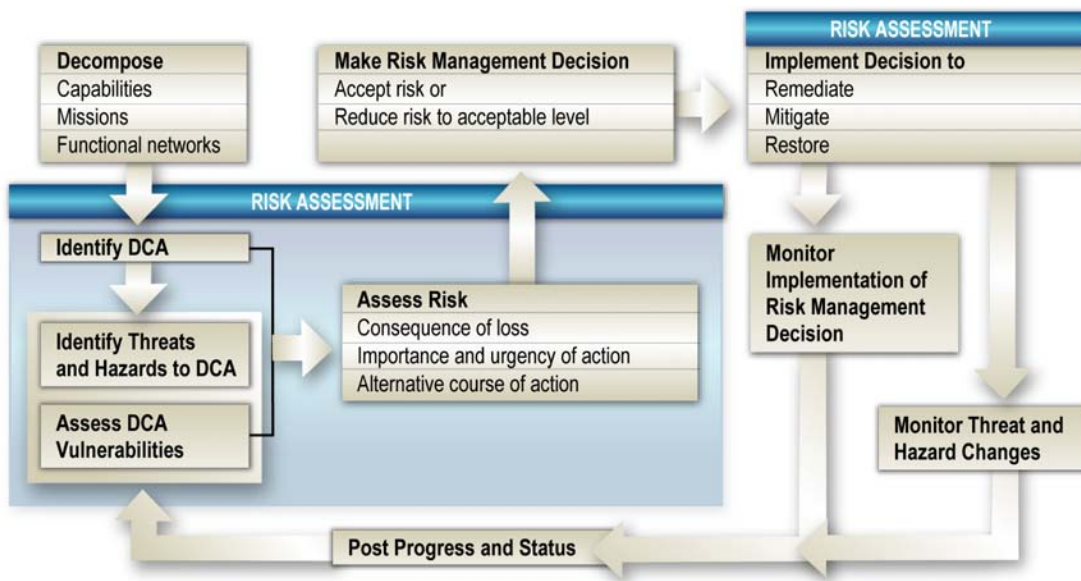 Decompose
Capabilities
Missions
Functional networks
Make Risk Management Decision
Accept risk or
Reduce risk to acceptable level
RISK ASSESSMENT
Implement Decision to
Remediate
Mitigate
Restore
RISK ASSESSMENT
Identify DCA
Identify Threats
and Hazards to DCA
Assess DCA
Vulnerabilities
Assess Risk
Consequence of loss
Importance and urgency of action
Alternative course of action
Monitor
Implementation of
Risk Management
Decision
Monitor Threat and
Hazard Changes
Post Progress and Status